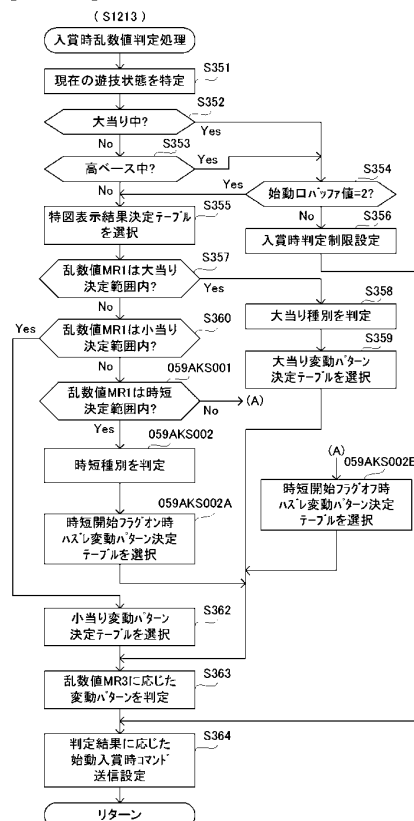 (S1213)
入賞時乱数値判定処理
S351
現在の遊技状態を特定
S352
大当り中?
Yes
No
S353
高ベース中?
Yes
No
S354
始動口バッファ値=2?
Yes
No
S355
特図表示結果決定テーブル
を選択
S356
入賞時判定制限設定
S357
乱数値MR1は大当り
決定範囲内?
Yes
No
S358
大当り種別を判定
S360
乱数値MR1は小当り
決定範囲内?
Yes
No
S359
大当り変動パターン
決定テーブルを選択
059AKS001
乱数値MR1は時短
決定範囲内?
No
(A)
Yes
059AKS002
時短種別を判定
(A)
059AKS002B
時短開始フラグオフ時
ハズレ変動パターン決定
テーブルを選択
059AKS002A
時短開始フラグオン時
ハズレ変動パターン決定
テーブルを選択
S362
小当り変動パターン
決定テーブルを選択
S363
乱数値MR3に応じた
変動パターンを判定
S364
判定結果に応じた
始動入賞時コマンド
送信設定
リターン